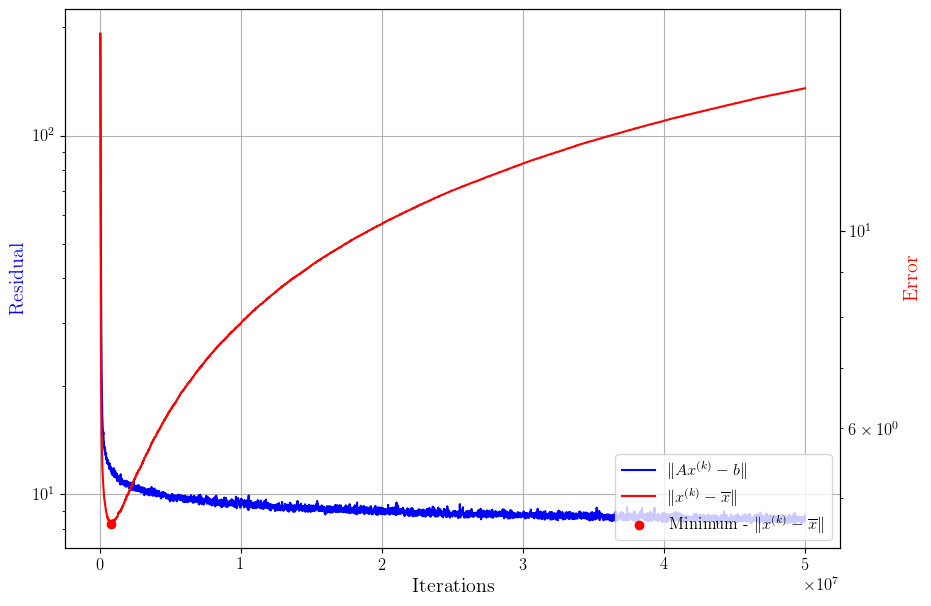 10²
10¹
Residual
10¹
6 × 10⁰
Error
‖Ax⁽ᵏ⁾ − b‖
‖x⁽ᵏ⁾ − x̅‖
Minimum - ‖x⁽ᵏ⁾ − x̅‖
0 1 2 3 4 5
×10⁷
Iterations